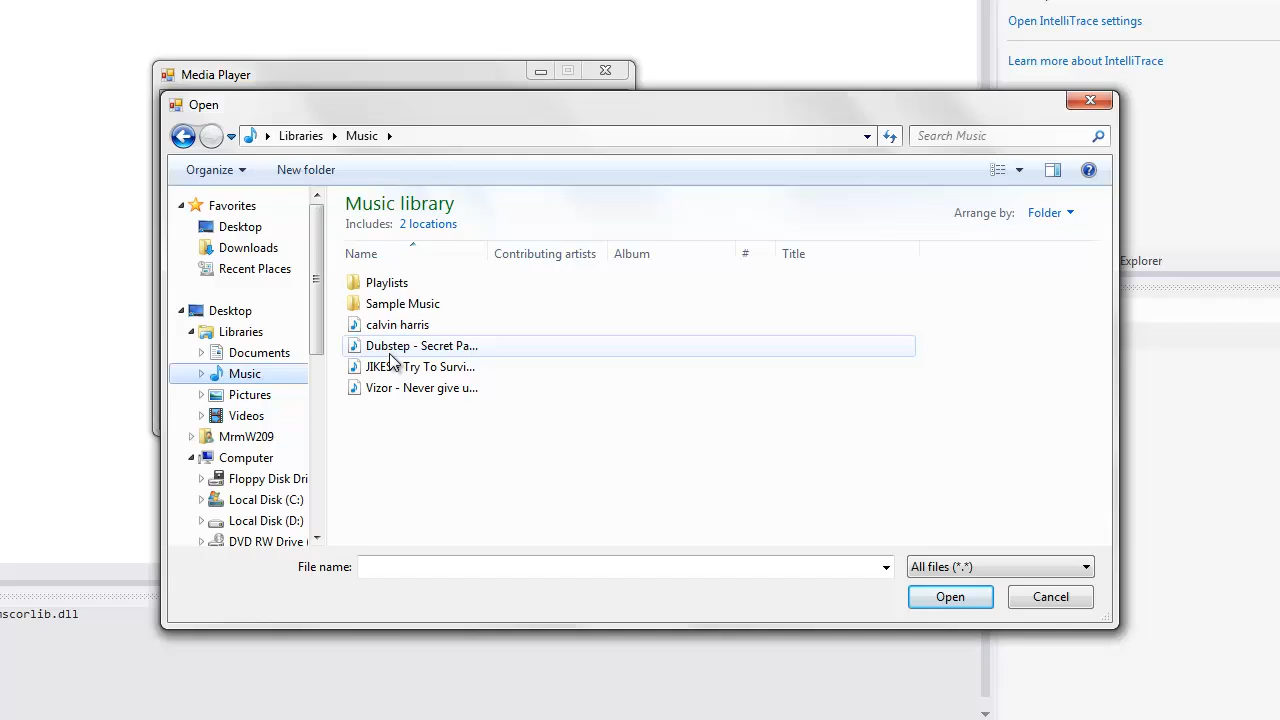 Open IntelliTrace settings
Learn more about IntelliTrace
Media Player
Open
Libraries Music
Search Music
Organize New folder
Music library
Includes: 2 locations
Arrange by: Folder
Name Contributing artists Album # Title
Favorites
Desktop
Downloads
Recent Places
Desktop
Libraries
Documents
Music
Pictures
Videos
MrmW209
Computer
Floppy Disk Dri
Local Disk (C:)
Local Disk (D:)
DVD RW Drive (
Playlists
Sample Music
calvin harris
Dubstep - Secret Pa...
JIKES - Try To Survi...
Vizor - Never give u...
Explorer
File name: All files (*.*)
Open Cancel
nscorlib.dll